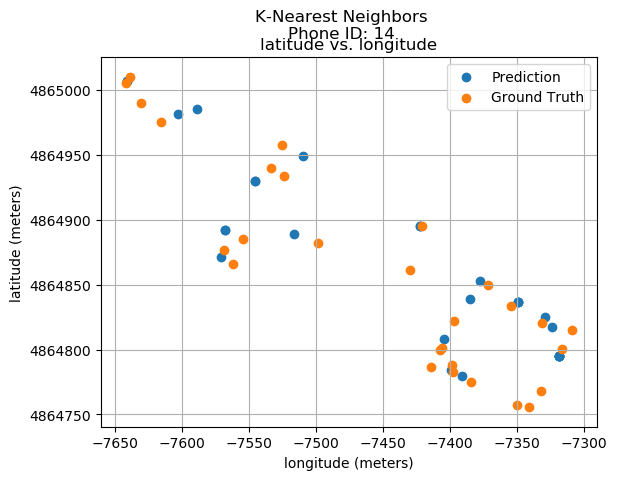 K-Nearest Neighbors
Phone ID: 14
latitude vs. longitude
Prediction
Ground Truth
4865000
4864950
4864900
4864850
4864800
4864750
latitude (meters)
−7650 −7600 −7550 −7500 −7450 −7400 −7350 −7300
longitude (meters)